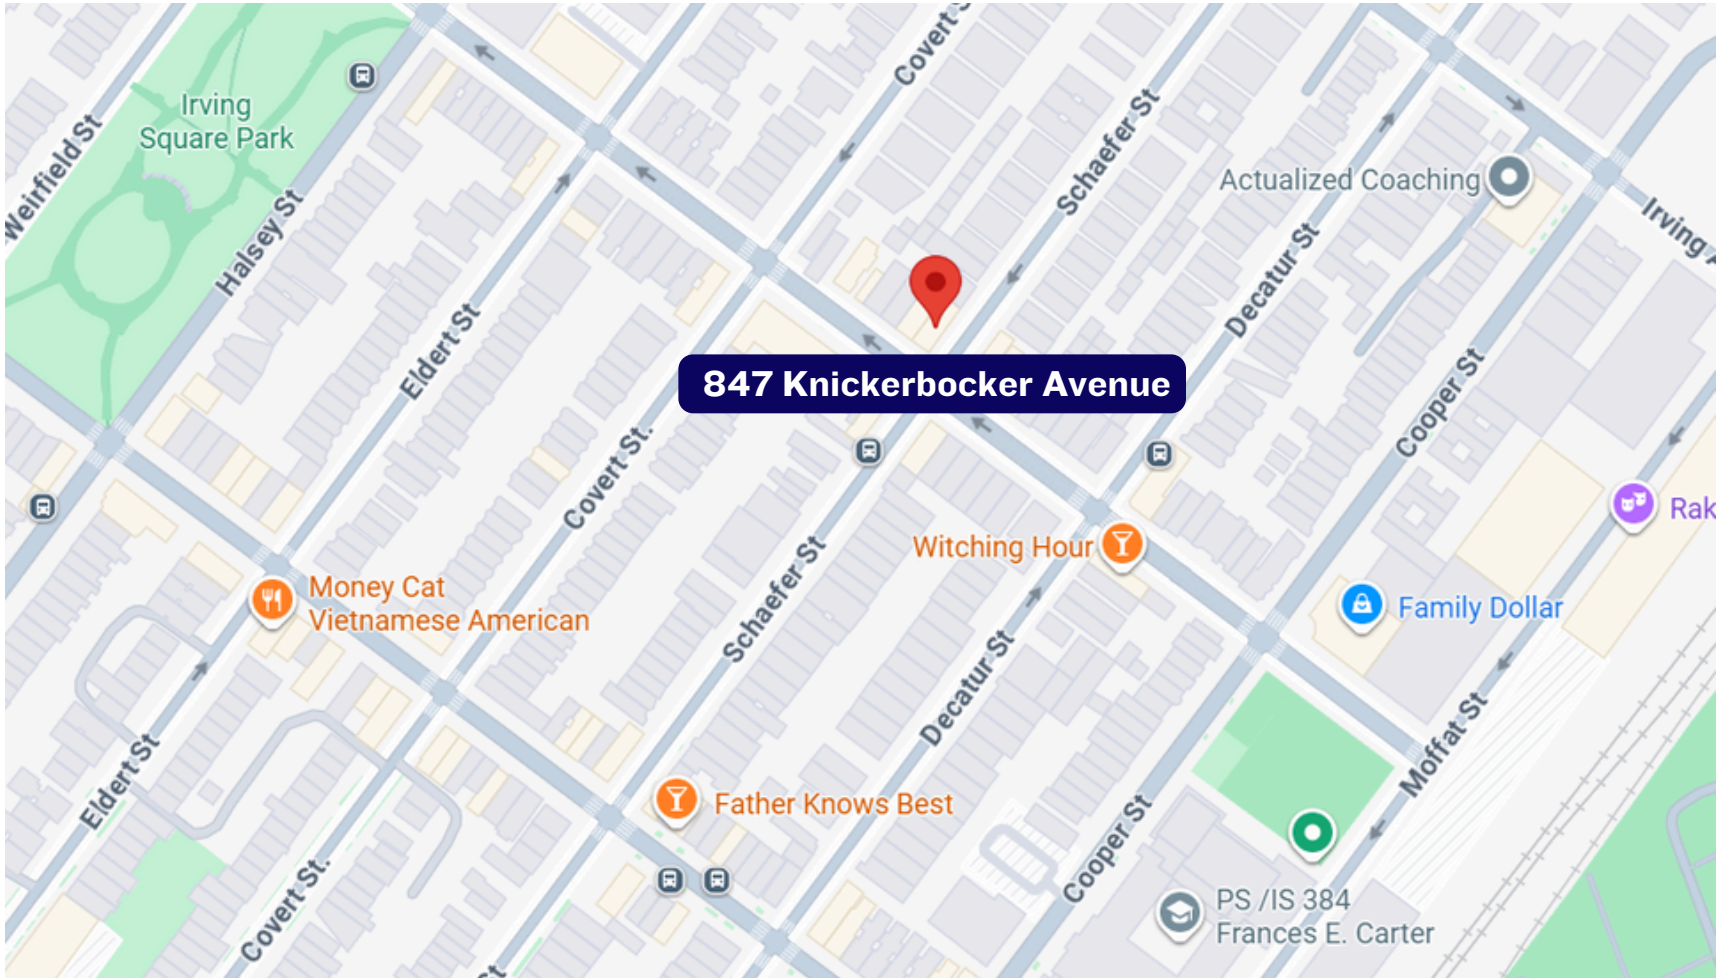 Covert S
Irving
Square Park
Weirfield St
Schaefer St
Actualized Coaching
Halsey St
Irving A
Decatur St
Eldert St
847 Knickerbocker Avenue
Cooper St
Covert St.
Rak
Witching Hour
Money Cat
Vietnamese American
Schaefer St
Family Dollar
Decatur St
Moffat St
Eldert St
Father Knows Best
Cooper St
Covert St.
PS /IS 384
Frances E. Carter
St